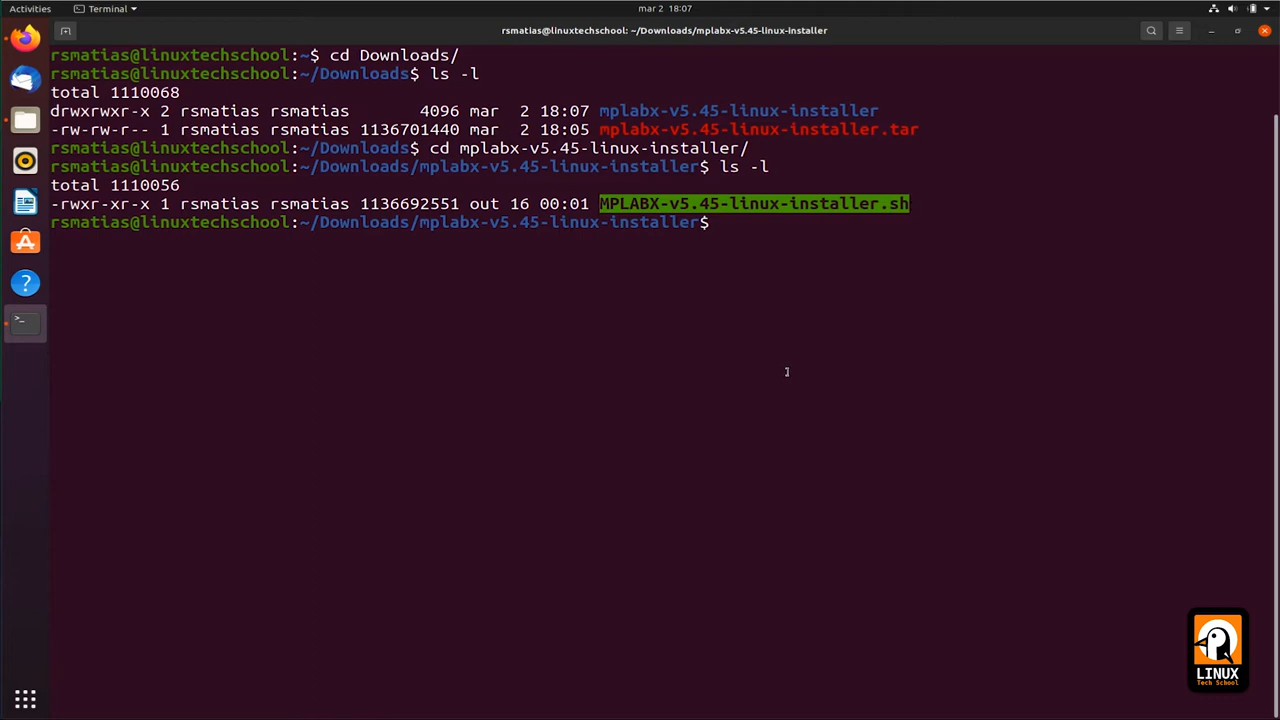 Activities
Terminal
mar 2 18:07
rsmatias@linuxtechschool: ~/Downloads/mplabx-v5.45-linux-installer
rsmatias@linuxtechschool:~$ cd Downloads/
rsmatias@linuxtechschool:~/Downloads$ ls -l
total 1110068
drwxrwxr-x 2 rsmatias rsmatias       4096 mar  2 18:07 mplabx-v5.45-linux-installer
-rw-rw-r-- 1 rsmatias rsmatias 1136701440 mar  2 18:05 mplabx-v5.45-linux-installer.tar
rsmatias@linuxtechschool:~/Downloads$ cd mplabx-v5.45-linux-installer/
rsmatias@linuxtechschool:~/Downloads/mplabx-v5.45-linux-installer$ ls -l
total 1110056
-rwxr-xr-x 1 rsmatias rsmatias 1136692551 out 16 00:01 MPLABX-v5.45-linux-installer.sh
rsmatias@linuxtechschool:~/Downloads/mplabx-v5.45-linux-installer$
LINUX
Tech School